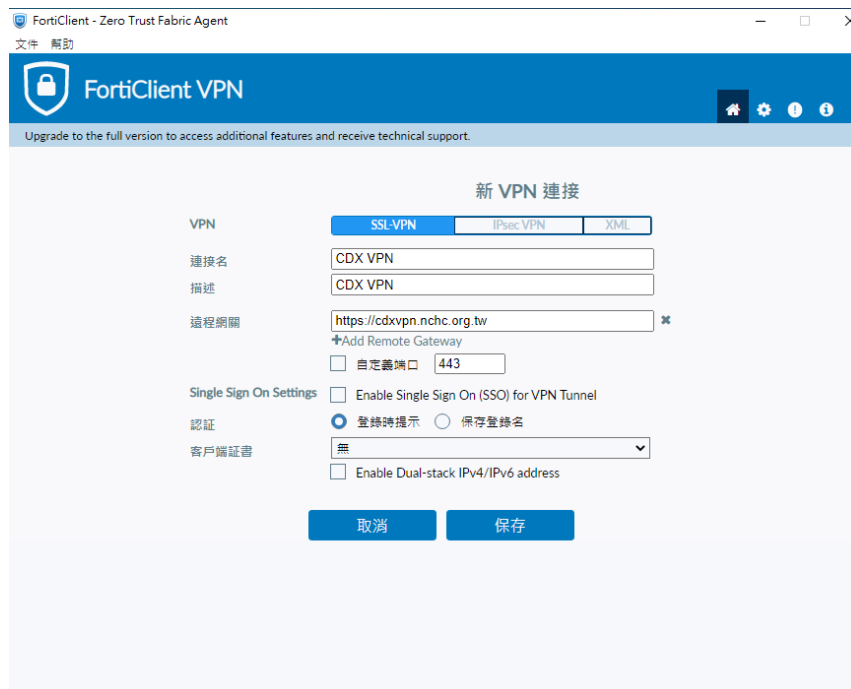 FortiClient - Zero Trust Fabric Agent
文件 幫助
FortiClient VPN
Upgrade to the full version to access additional features and receive technical support.
新 VPN 連接
VPN SSL-VPN IPsec VPN XML
連接名 CDX VPN
描述 CDX VPN
遠程網關 https://cdxvpn.nchc.org.tw
+Add Remote Gateway
自定義端口 443
Single Sign On Settings Enable Single Sign On (SSO) for VPN Tunnel
認証 登錄時提示 保存登錄名
客戶端証書 無
Enable Dual-stack IPv4/IPv6 address
取消 保存